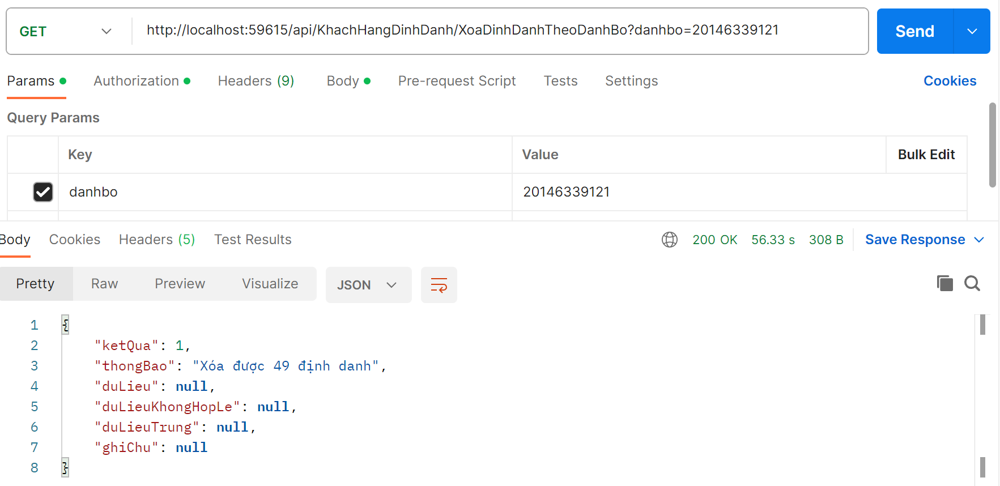 GET http://localhost:59615/api/KhachHangDinhDanh/XoaDinhDanhTheoDanhBo?danhbo=20146339121 Send
Params Authorization Headers (9) Body Pre-request Script Tests Settings Cookies
Query Params
Key Value Bulk Edit
danhbo 20146339121
Body Cookies Headers (5) Test Results 200 OK 56.33 s 308 B Save Response
Pretty Raw Preview Visualize JSON
1 {
2 "ketQua": 1,
3 "thongBao": "Xóa được 49 định danh",
4 "duLieu": null,
5 "duLieuKhongHopLe": null,
6 "duLieuTrung": null,
7 "ghiChu": null
8 }